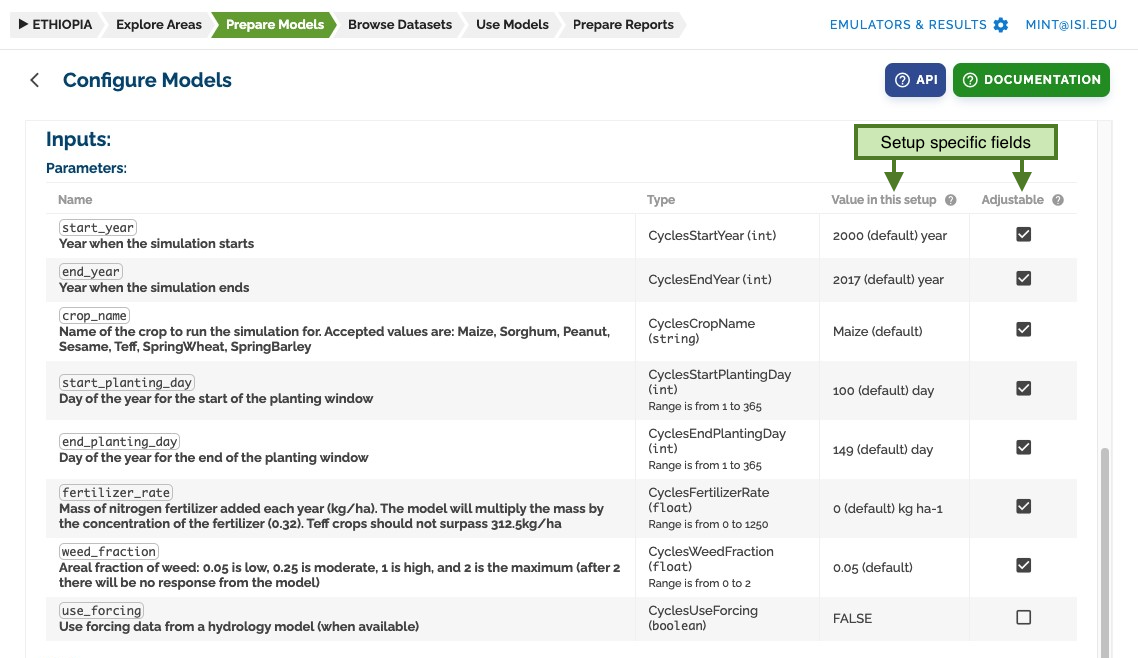 ETHIOPIA Explore Areas Prepare Models Browse Datasets Use Models Prepare Reports EMULATORS & RESULTS MINT@ISI.EDU
Configure Models API DOCUMENTATION
Inputs:
Setup specific fields
Parameters:
Name Type Value in this setup Adjustable
start_year
Year when the simulation starts
CyclesStartYear (int) 2000 (default) year
end_year
Year when the simulation ends
CyclesEndYear (int) 2017 (default) year
crop_name
Name of the crop to run the simulation for. Accepted values are: Maize, Sorghum, Peanut,
Sesame, Teff, SpringWheat, SpringBarley
CyclesCropName
(string)
Maize (default)
start_planting_day
Day of the year for the start of the planting window
CyclesStartPlantingDay
(int)
Range is from 1 to 365
100 (default) day
end_planting_day
Day of the year for the end of the planting window
CyclesEndPlantingDay
(int)
Range is from 1 to 365
149 (default) day
fertilizer_rate
Mass of nitrogen fertilizer added each year (kg/ha). The model will multiply the mass by
the concentration of the fertilizer (0.32). Teff crops should not surpass 312.5kg/ha
CyclesFertilizerRate
(float)
Range is from 0 to 1250
0 (default) kg ha-1
weed_fraction
Areal fraction of weed: 0.05 is low, 0.25 is moderate, 1 is high, and 2 is the maximum (after 2
there will be no response from the model)
CyclesWeedFraction
(float)
Range is from 0 to 2
0.05 (default)
use_forcing
Use forcing data from a hydrology model (when available)
CyclesUseForcing
(boolean)
FALSE